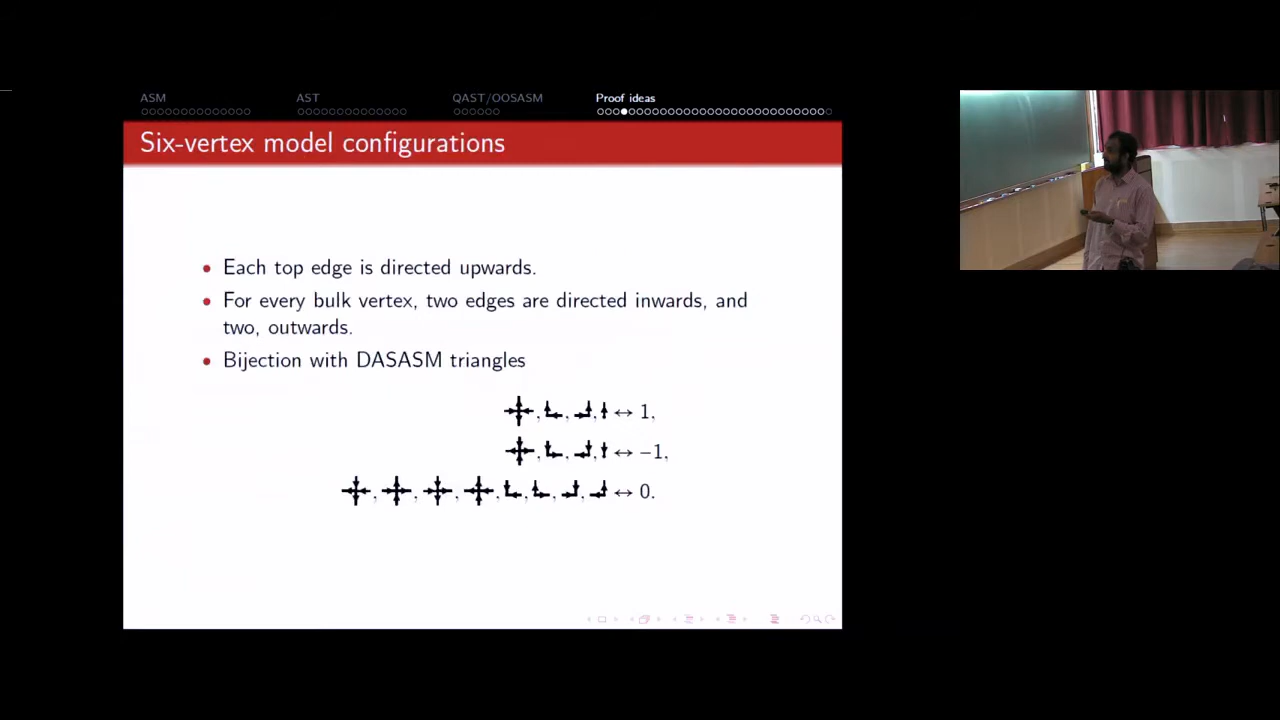 ASM AST QAST/OOSASM Proof ideas
Six-vertex model configurations
• Each top edge is directed upwards.
• For every bulk vertex, two edges are directed inwards, and
two, outwards.
• Bijection with DASASM triangles
, , , ↔ 1,
, , , ↔ −1,
, , , , , , , ↔ 0.